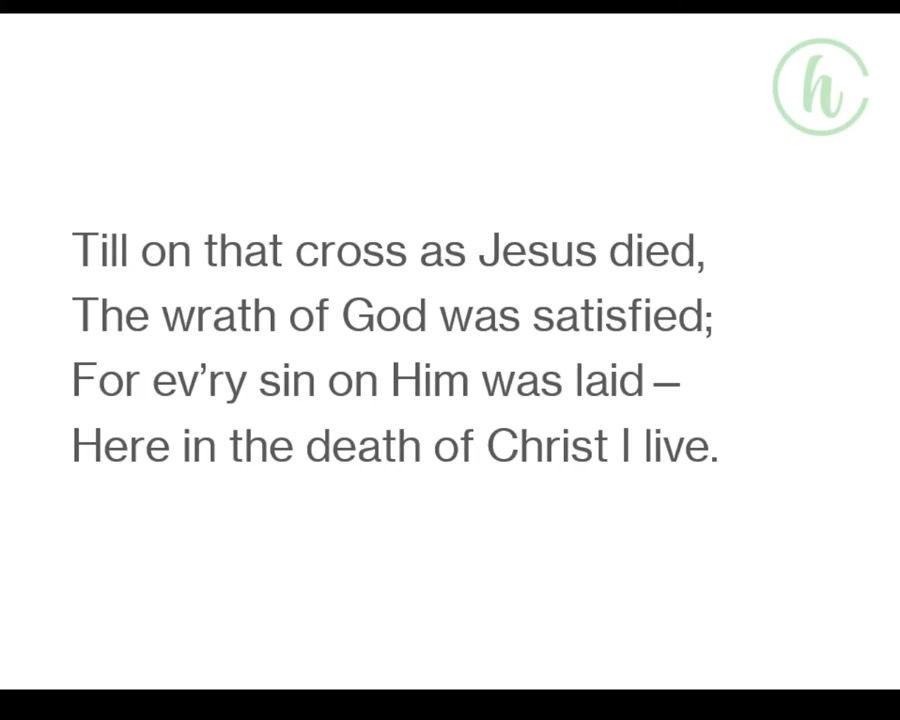 h
Till on that cross as Jesus died,
The wrath of God was satisfied;
For ev’ry sin on Him was laid –
Here in the death of Christ I live.